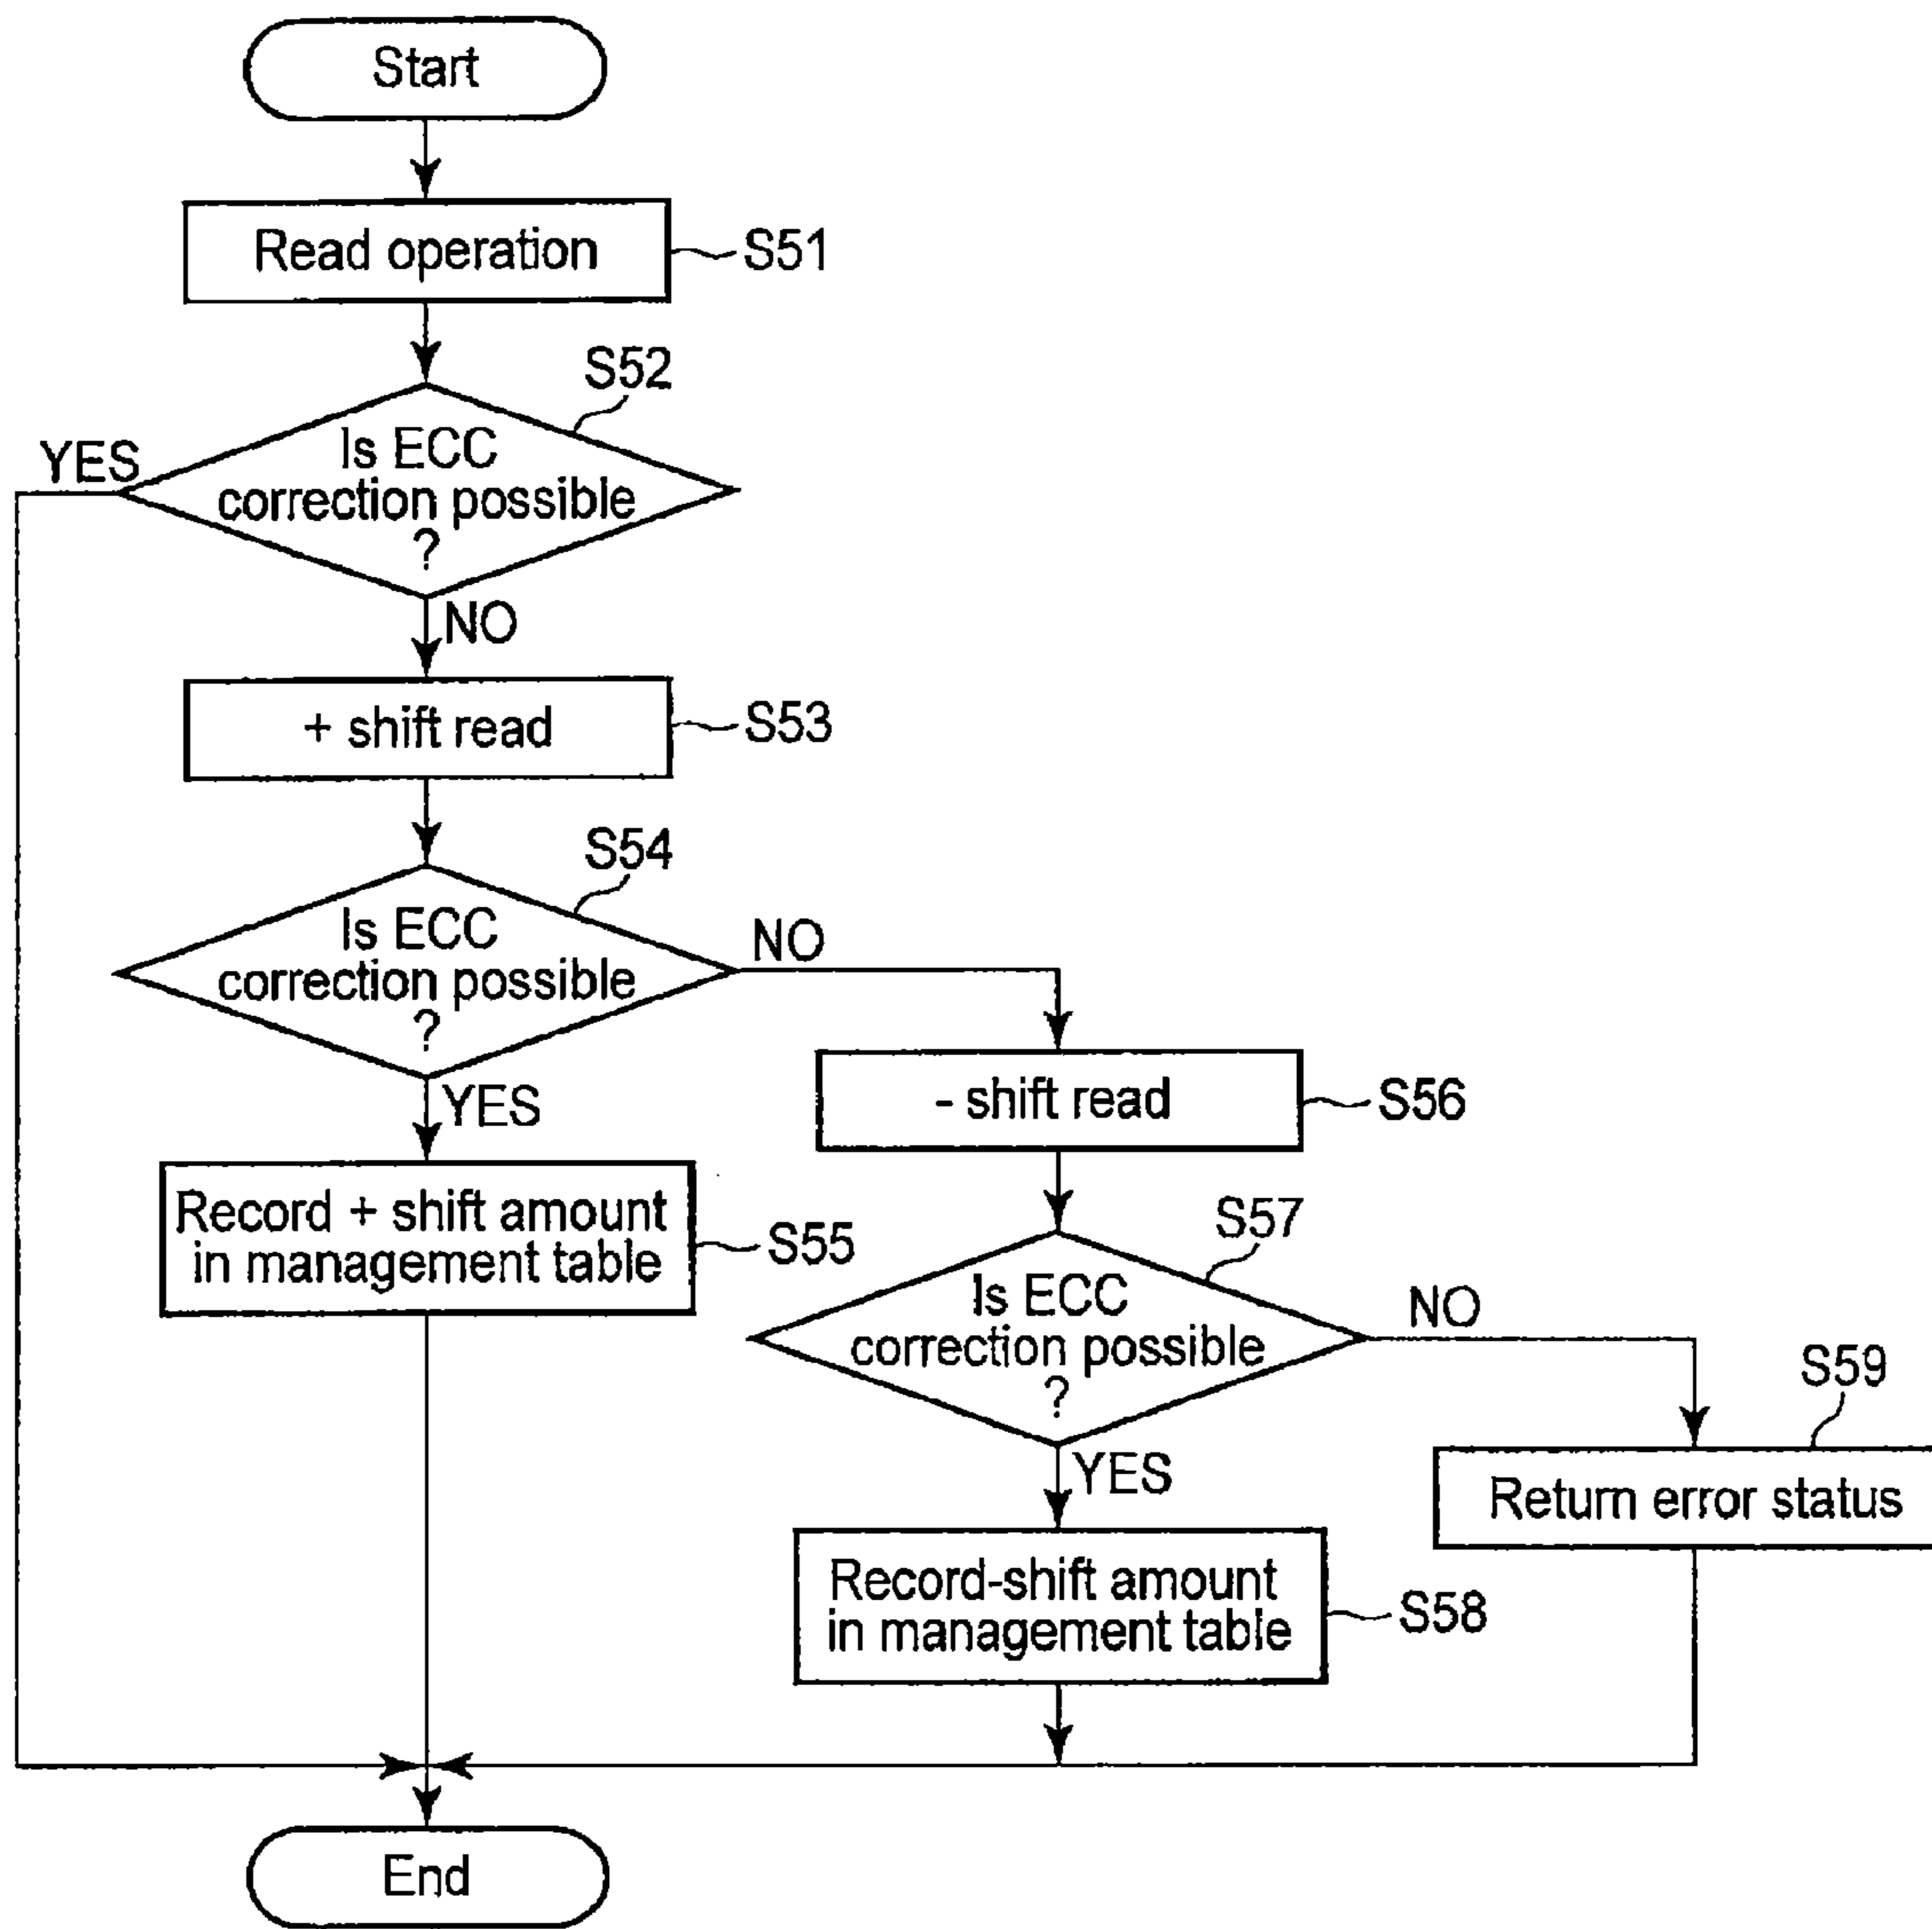 Start
Read operation
S51
S52
Is ECC
correction possible
?
YES
NO
+ shift read
S53
S54
Is ECC
correction possible
?
NO
YES
- shift read
S56
Record + shift amount
in management table
S55
S57
Is ECC
correction possible
?
NO
YES
S59
Return error status
Record-shift amount
in management table
S58
End